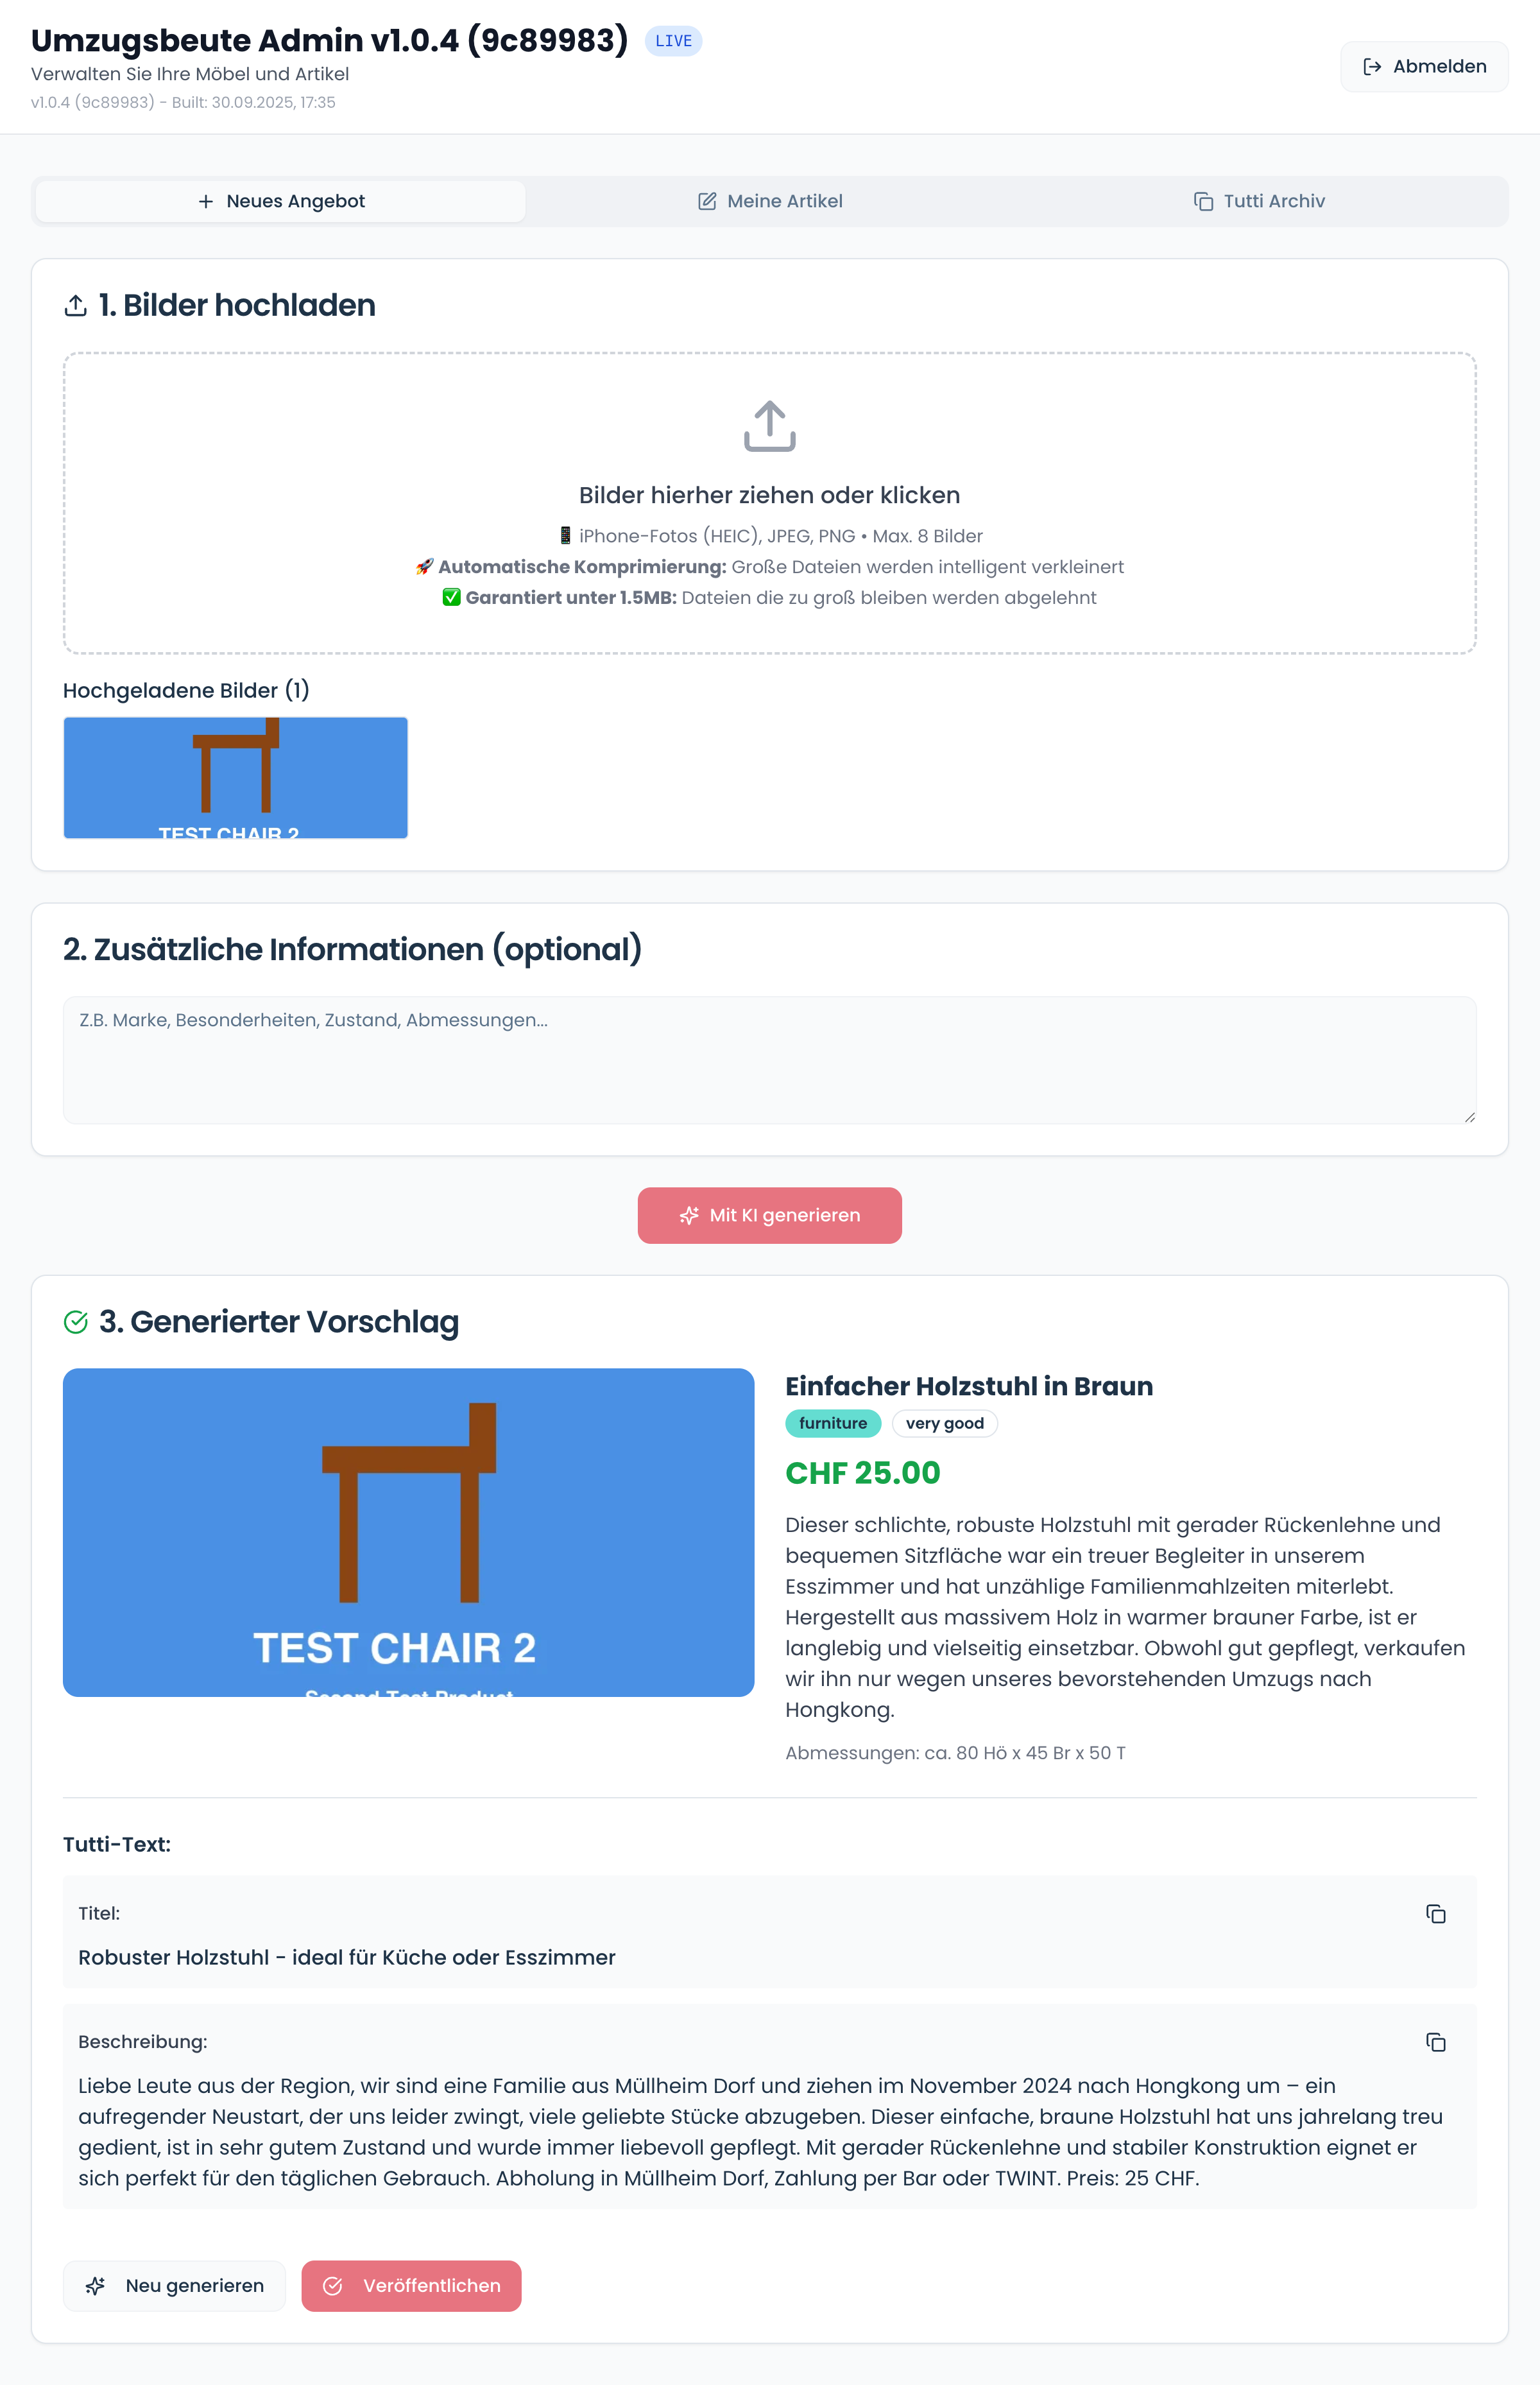 Umzugsbeute Admin v1.0.4 (9c89983) LIVE
Verwalten Sie Ihre Möbel und Artikel
v1.0.4 (9c89983) - Built: 30.09.2025, 17:35
Abmelden
Neues Angebot
Meine Artikel
Tutti Archiv
1. Bilder hochladen
Bilder hierher ziehen oder klicken
📱 iPhone-Fotos (HEIC), JPEG, PNG • Max. 8 Bilder
🚀 Automatische Komprimierung: Große Dateien werden intelligent verkleinert
✅ Garantiert unter 1.5MB: Dateien die zu groß bleiben werden abgelehnt
Hochgeladene Bilder (1)
TEST CHAIR 2
2. Zusätzliche Informationen (optional)
Z.B. Marke, Besonderheiten, Zustand, Abmessungen...
Mit KI generieren
3. Generierter Vorschlag
TEST CHAIR 2
Second Test Product
Einfacher Holzstuhl in Braun
furniture
very good
CHF 25.00
Dieser schlichte, robuste Holzstuhl mit gerader Rückenlehne und
bequemen Sitzfläche war ein treuer Begleiter in unserem
Esszimmer und hat unzählige Familienmahlzeiten miterlebt.
Hergestellt aus massivem Holz in warmer brauner Farbe, ist er
langlebig und vielseitig einsetzbar. Obwohl gut gepflegt, verkaufen
wir ihn nur wegen unseres bevorstehenden Umzugs nach
Hongkong.
Abmessungen: ca. 80 Hö x 45 Br x 50 T
Tutti-Text:
Titel:
Robuster Holzstuhl - ideal für Küche oder Esszimmer
Beschreibung:
Liebe Leute aus der Region, wir sind eine Familie aus Müllheim Dorf und ziehen im November 2024 nach Hongkong um – ein
aufregender Neustart, der uns leider zwingt, viele geliebte Stücke abzugeben. Dieser einfache, braune Holzstuhl hat uns jahrelang treu
gedient, ist in sehr gutem Zustand und wurde immer liebevoll gepflegt. Mit gerader Rückenlehne und stabiler Konstruktion eignet er
sich perfekt für den täglichen Gebrauch. Abholung in Müllheim Dorf, Zahlung per Bar oder TWINT. Preis: 25 CHF.
Neu generieren
Veröffentlichen